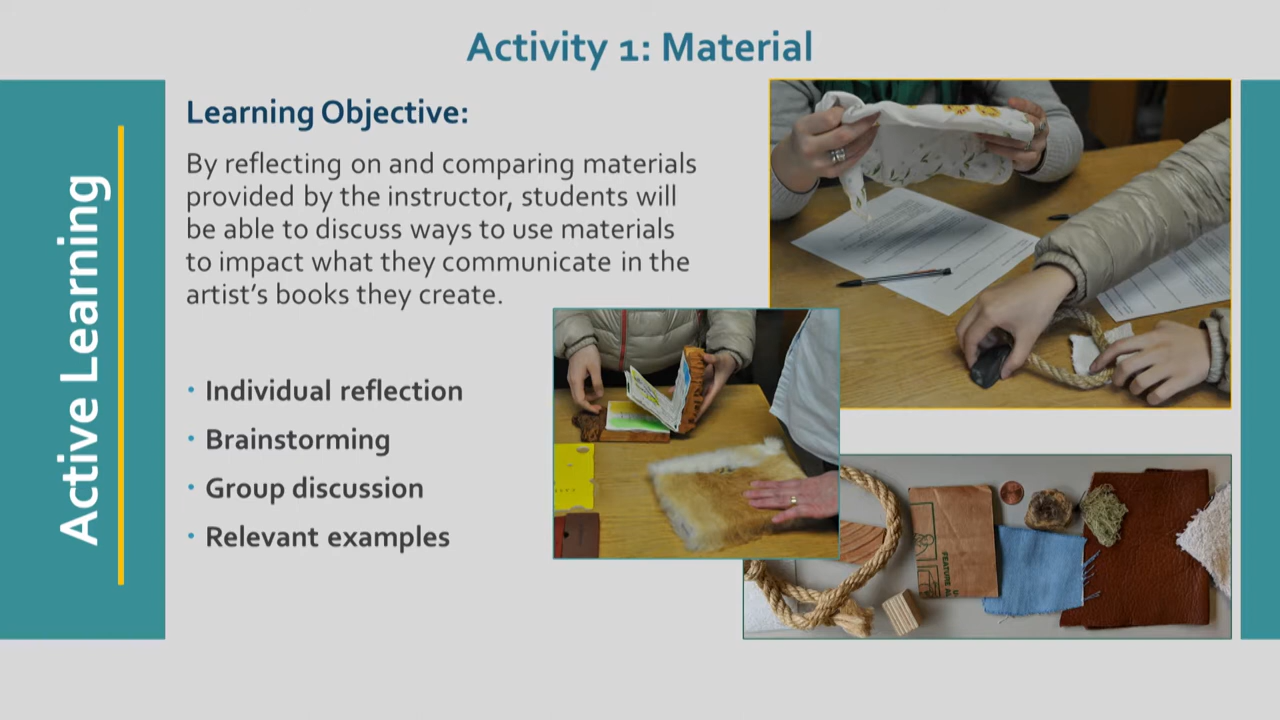 Activity 1: Material
Active Learning
Learning Objective:
By reflecting on and comparing materials
provided by the instructor, students will
be able to discuss ways to use materials
to impact what they communicate in the
artist's books they create.
• Individual reflection
• Brainstorming
• Group discussion
• Relevant examples